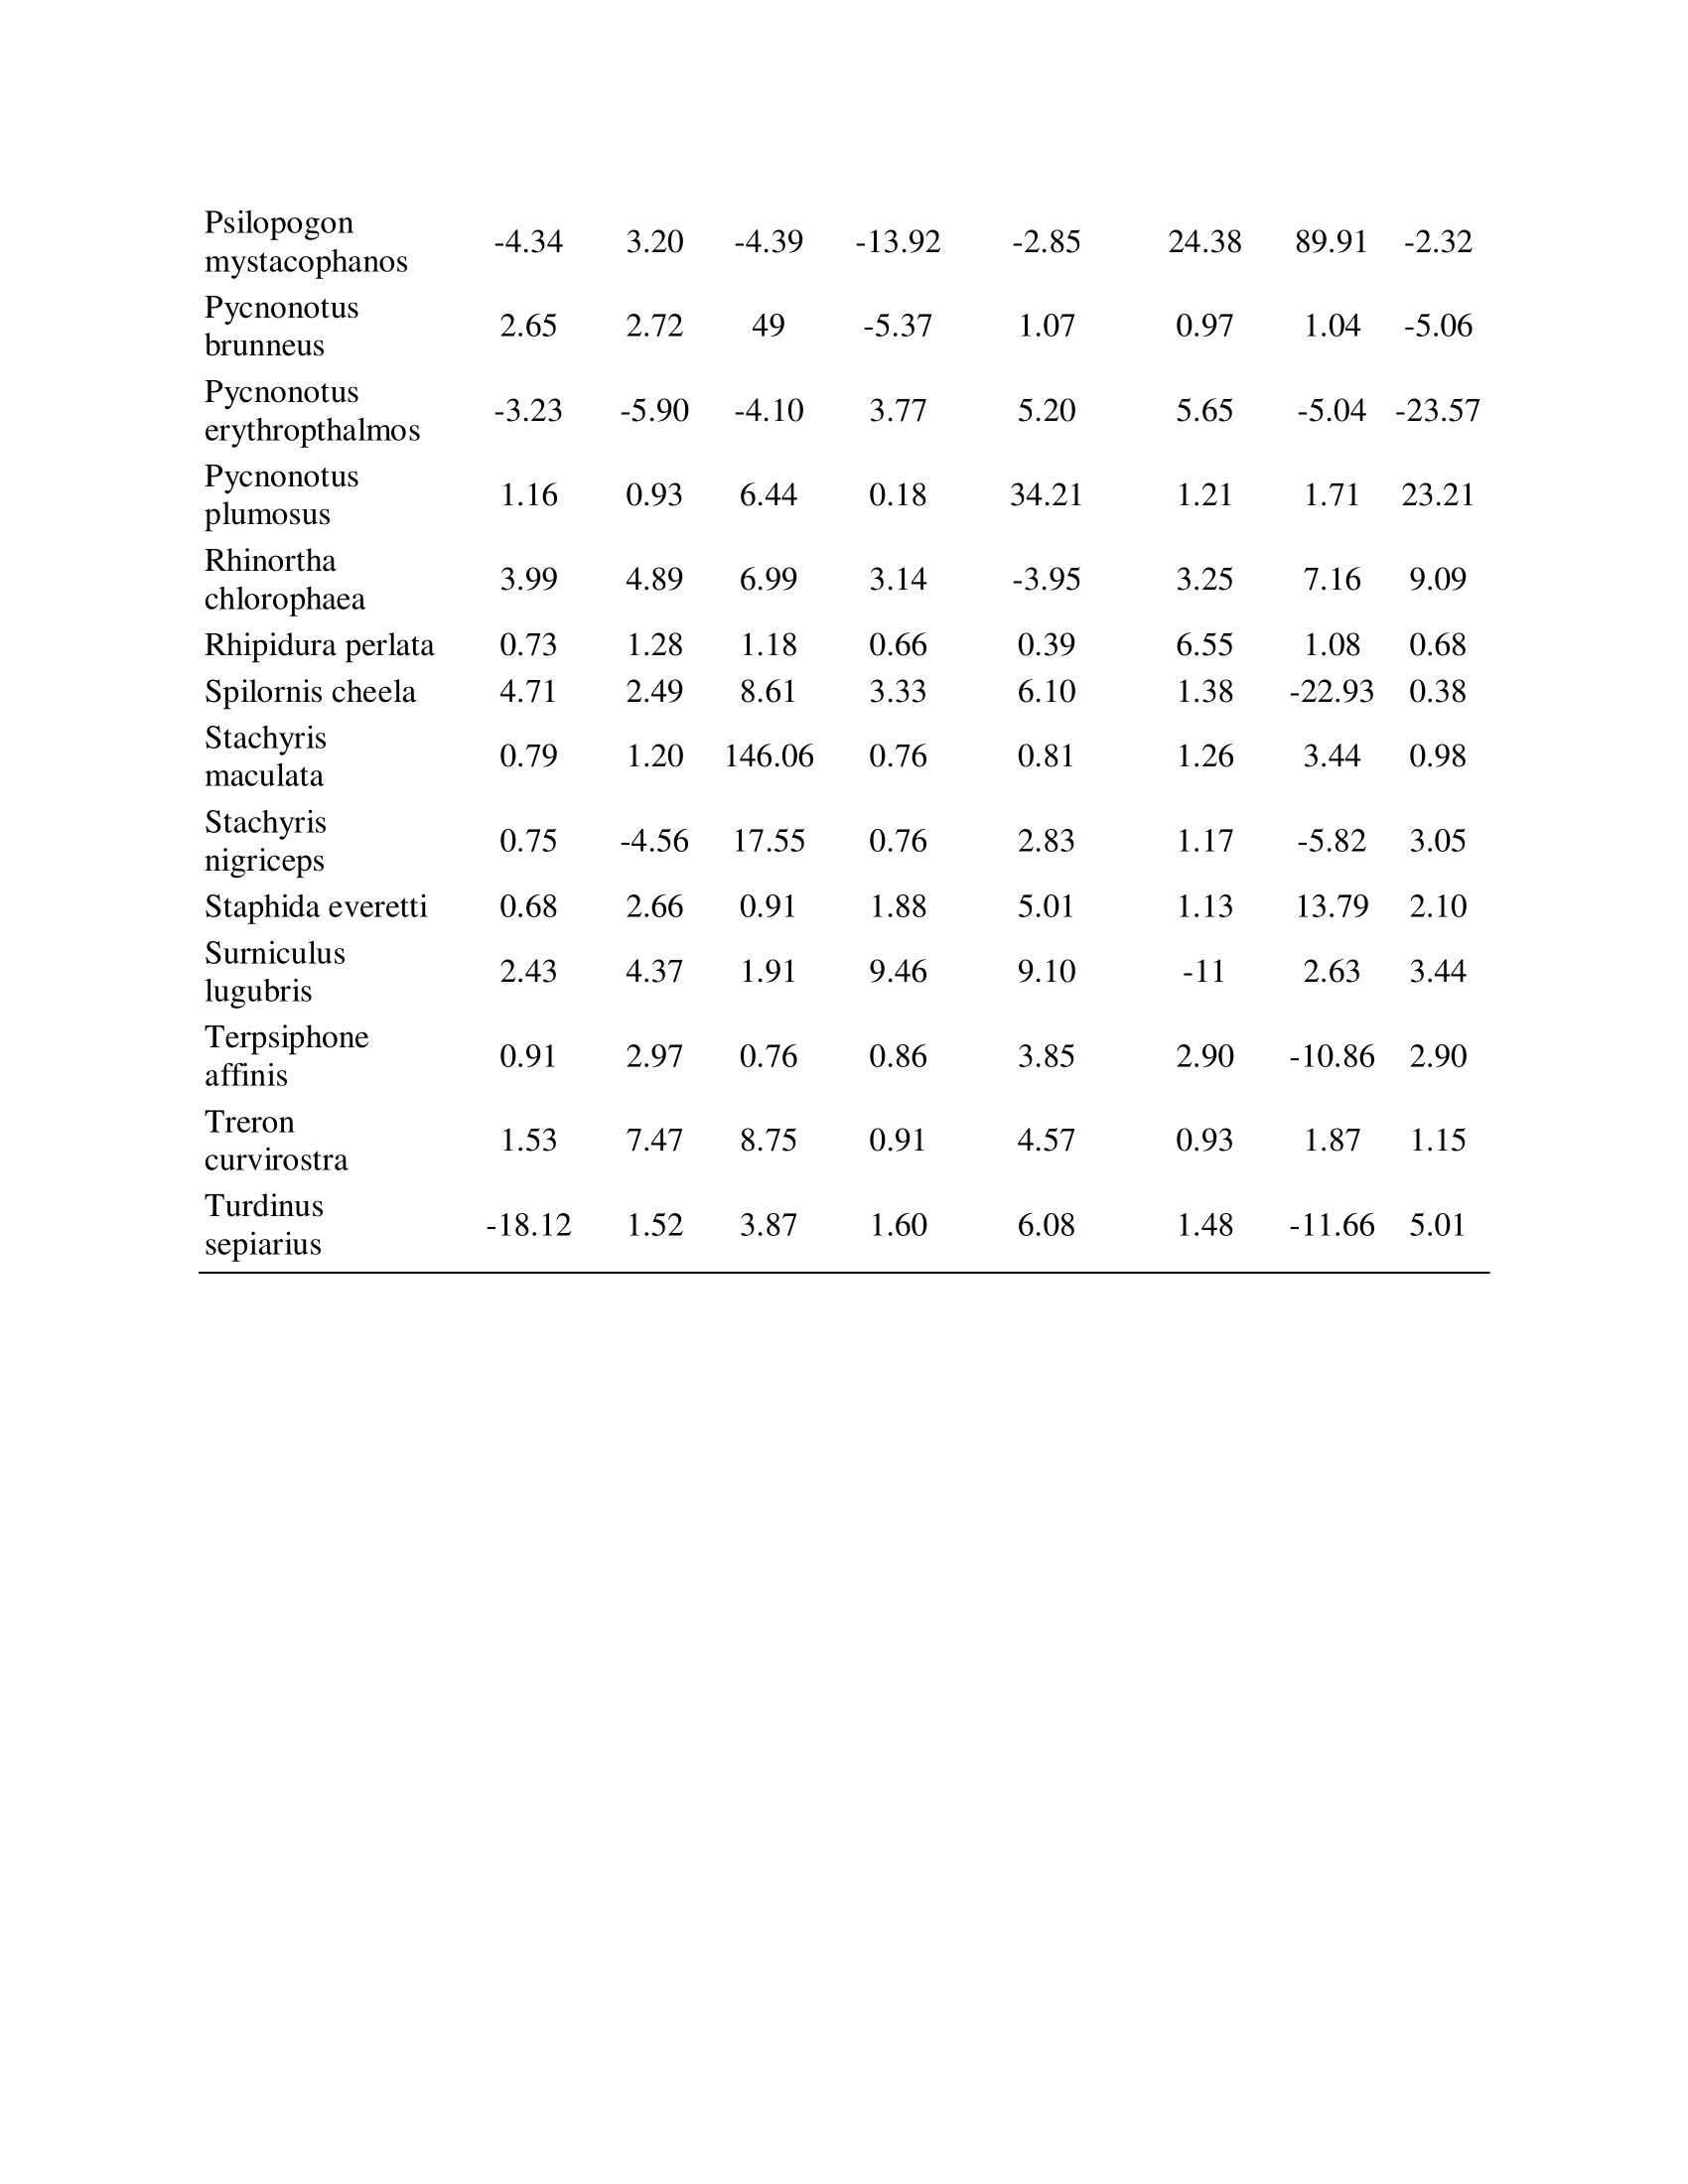 Psilopogon
mystacophanos
-4.34 3.20 -4.39 -13.92 -2.85 24.38 89.91 -2.32
Pycnonotus
brunneus
2.65 2.72 49 -5.37 1.07 0.97 1.04 -5.06
Pycnonotus
erythropthalmos
-3.23 -5.90 -4.10 3.77 5.20 5.65 -5.04 -23.57
Pycnonotus
plumosus
1.16 0.93 6.44 0.18 34.21 1.21 1.71 23.21
Rhinortha
chlorophaea
3.99 4.89 6.99 3.14 -3.95 3.25 7.16 9.09
Rhipidura perlata 0.73 1.28 1.18 0.66 0.39 6.55 1.08 0.68
Spilornis cheela 4.71 2.49 8.61 3.33 6.10 1.38 -22.93 0.38
Stachyris
maculata
0.79 1.20 146.06 0.76 0.81 1.26 3.44 0.98
Stachyris
nigriceps
0.75 -4.56 17.55 0.76 2.83 1.17 -5.82 3.05
Staphida everetti 0.68 2.66 0.91 1.88 5.01 1.13 13.79 2.10
Surniculus
lugubris
2.43 4.37 1.91 9.46 9.10 -11 2.63 3.44
Terpsiphone
affinis
0.91 2.97 0.76 0.86 3.85 2.90 -10.86 2.90
Treron
curvirostra
1.53 7.47 8.75 0.91 4.57 0.93 1.87 1.15
Turdinus
sepiarius
-18.12 1.52 3.87 1.60 6.08 1.48 -11.66 5.01